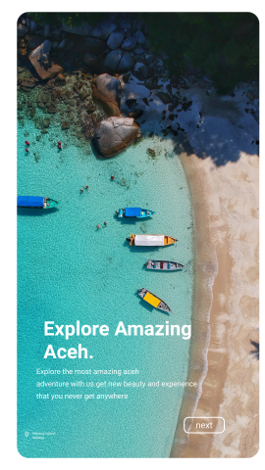 Explore Amazing
Aceh.
Explore the most amazing aceh
adventure with us get new beauty and experience
that you never get anywhere
next